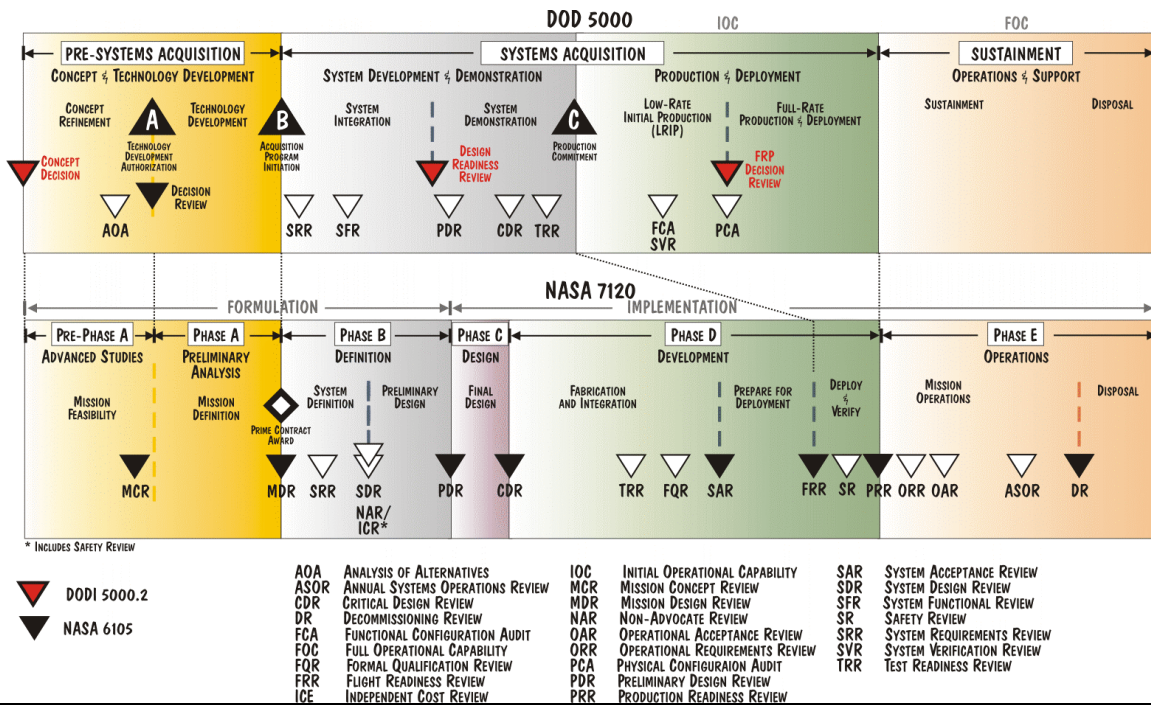 DOD 5000
IOC
FOC
PRE-SYSTEMS ACQUISITION
SYSTEMS ACQUISITION
SUSTAINMENT
CONCEPT & TECHNOLOGY DEVELOPMENT
SYSTEM DEVELOPMENT & DEMONSTRATION
PRODUCTION & DEPLOYMENT
OPERATIONS & SUPPORT
CONCEPT
REFINEMENT
A
TECHNOLOGY
DEVELOPMENT
B
SYSTEM
INTEGRATION
SYSTEM
DEMONSTRATION
C
LOW-RATE
INITIAL PRODUCTION
(LRIP)
FULL-RATE
PRODUCTION & DEPLOYMENT
SUSTAINMENT
DISPOSAL
CONCEPT
DECISION
TECHNOLOGY
DEVELOPMENT
AUTHORIZATION
ACQUISITION
PROGRAM
INITIATION
DESIGN
READINESS
REVIEW
PRODUCTION
COMMITMENT
FRP
DECISION
REVIEW
DECISION
REVIEW
AOA
SRR
SFR
PDR
CDR
TRR
FCA
SVR
PCA
NASA 7120
FORMULATION
IMPLEMENTATION
PRE-PHASE A
PHASE A
PHASE B
PHASE C
PHASE D
PHASE E
ADVANCED STUDIES
PRELIMINARY
ANALYSIS
DEFINITION
DESIGN
DEVELOPMENT
OPERATIONS
MISSION
FEASIBILITY
MISSION
DEFINITION
PRIME CONTRACT
AWARD
SYSTEM
DEFINITION
PRELIMINARY
DESIGN
FINAL
DESIGN
FABRICATION
AND INTEGRATION
PREPARE FOR
DEPLOYMENT
DEPLOY
&
VERIFY
MISSION
OPERATIONS
DISPOSAL
MCR
MDR
SRR
SDR
NAR/
ICR*
PDR
CDR
TRR
FQR
SAR
FRR
SR
PRR
ORR
OAR
ASOR
DR
* INCLUDES SAFETY REVIEW
DODI 5000.2
NASA 6105
AOA ANALYSIS OF ALTERNATIVES
ASOR ANNUAL SYSTEMS OPERATIONS REVIEW
CDR CRITICAL DESIGN REVIEW
DR DECOMMISSIONING REVIEW
FCA FUNCTIONAL CONFIGURATION AUDIT
FOC FULL OPERATIONAL CAPABILITY
FQR FORMAL QUALIFICATION REVIEW
FRR FLIGHT READINESS REVIEW
ICE INDEPENDENT COST REVIEW
IOC INITIAL OPERATIONAL CAPABILITY
MCR MISSION CONCEPT REVIEW
MDR MISSION DESIGN REVIEW
NAR NON-ADVOCATE REVIEW
OAR OPERATIONAL ACCEPTANCE REVIEW
ORR OPERATIONAL REQUIREMENTS REVIEW
PCA PHYSICAL CONFIGURAION AUDIT
PDR PRELIMINARY DESIGN REVIEW
PRR PRODUCTION READINESS REVIEW
SAR SYSTEM ACCEPTANCE REVIEW
SDR SYSTEM DESIGN REVIEW
SFR SYSTEM FUNCTIONAL REVIEW
SR SAFETY REVIEW
SRR SYSTEM REQUIREMENTS REVIEW
SVR SYSTEM VERIFICATION REVIEW
TRR TEST READINESS REVIEW